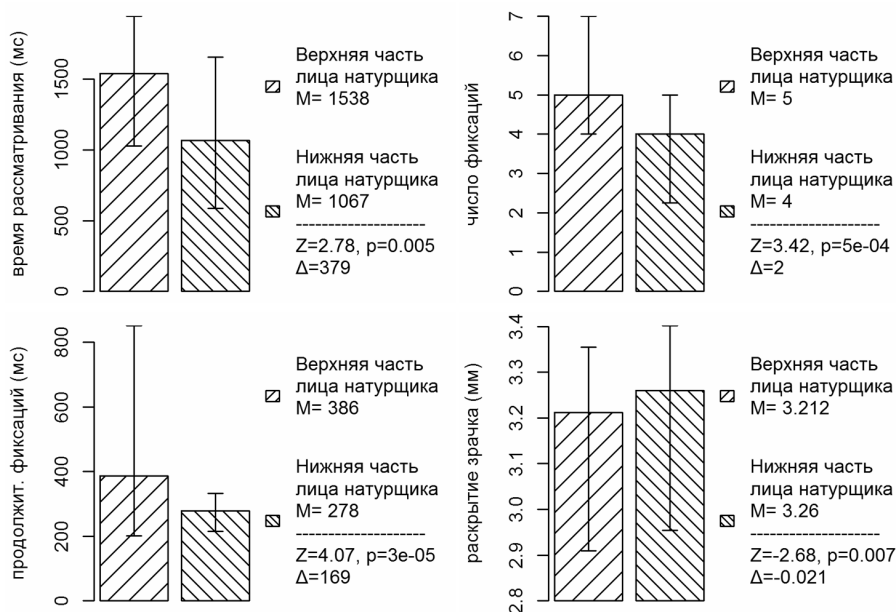 время рассматривания (мс)
0
500
1000
1500
Верхняя часть
лица натурщика
M= 1538
Нижняя часть
лица натурщика
M= 1067
---------------------
Z=2.78, p=0.005
Δ=379
число фиксаций
0
1
2
3
4
5
6
7
Верхняя часть
лица натурщика
M= 5
Нижняя часть
лица натурщика
M= 4
---------------------
Z=3.42, p=5e-04
Δ=2
продолжит. фиксаций (мс)
0
200
400
600
800
Верхняя часть
лица натурщика
M= 386
Нижняя часть
лица натурщика
M= 278
---------------------
Z=4.07, p=3e-05
Δ=169
раскрытие зрачка (мм)
2.8
2.9
3.0
3.1
3.2
3.3
3.4
Верхняя часть
лица натурщика
M= 3.212
Нижняя часть
лица натурщика
M= 3.26
---------------------
Z=-2.68, p=0.007
Δ=-0.021